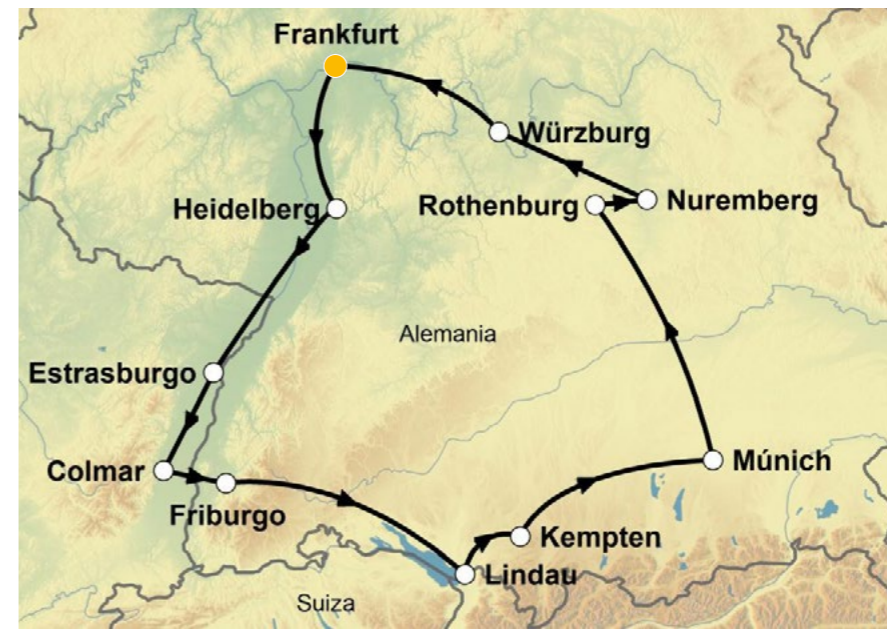 Frankfurt
Würzburg
Heidelberg
Rothenburg
Nuremberg
Alemania
Estrasburgo
Colmar
Múnich
Friburgo
Kempten
Lindau
Suiza